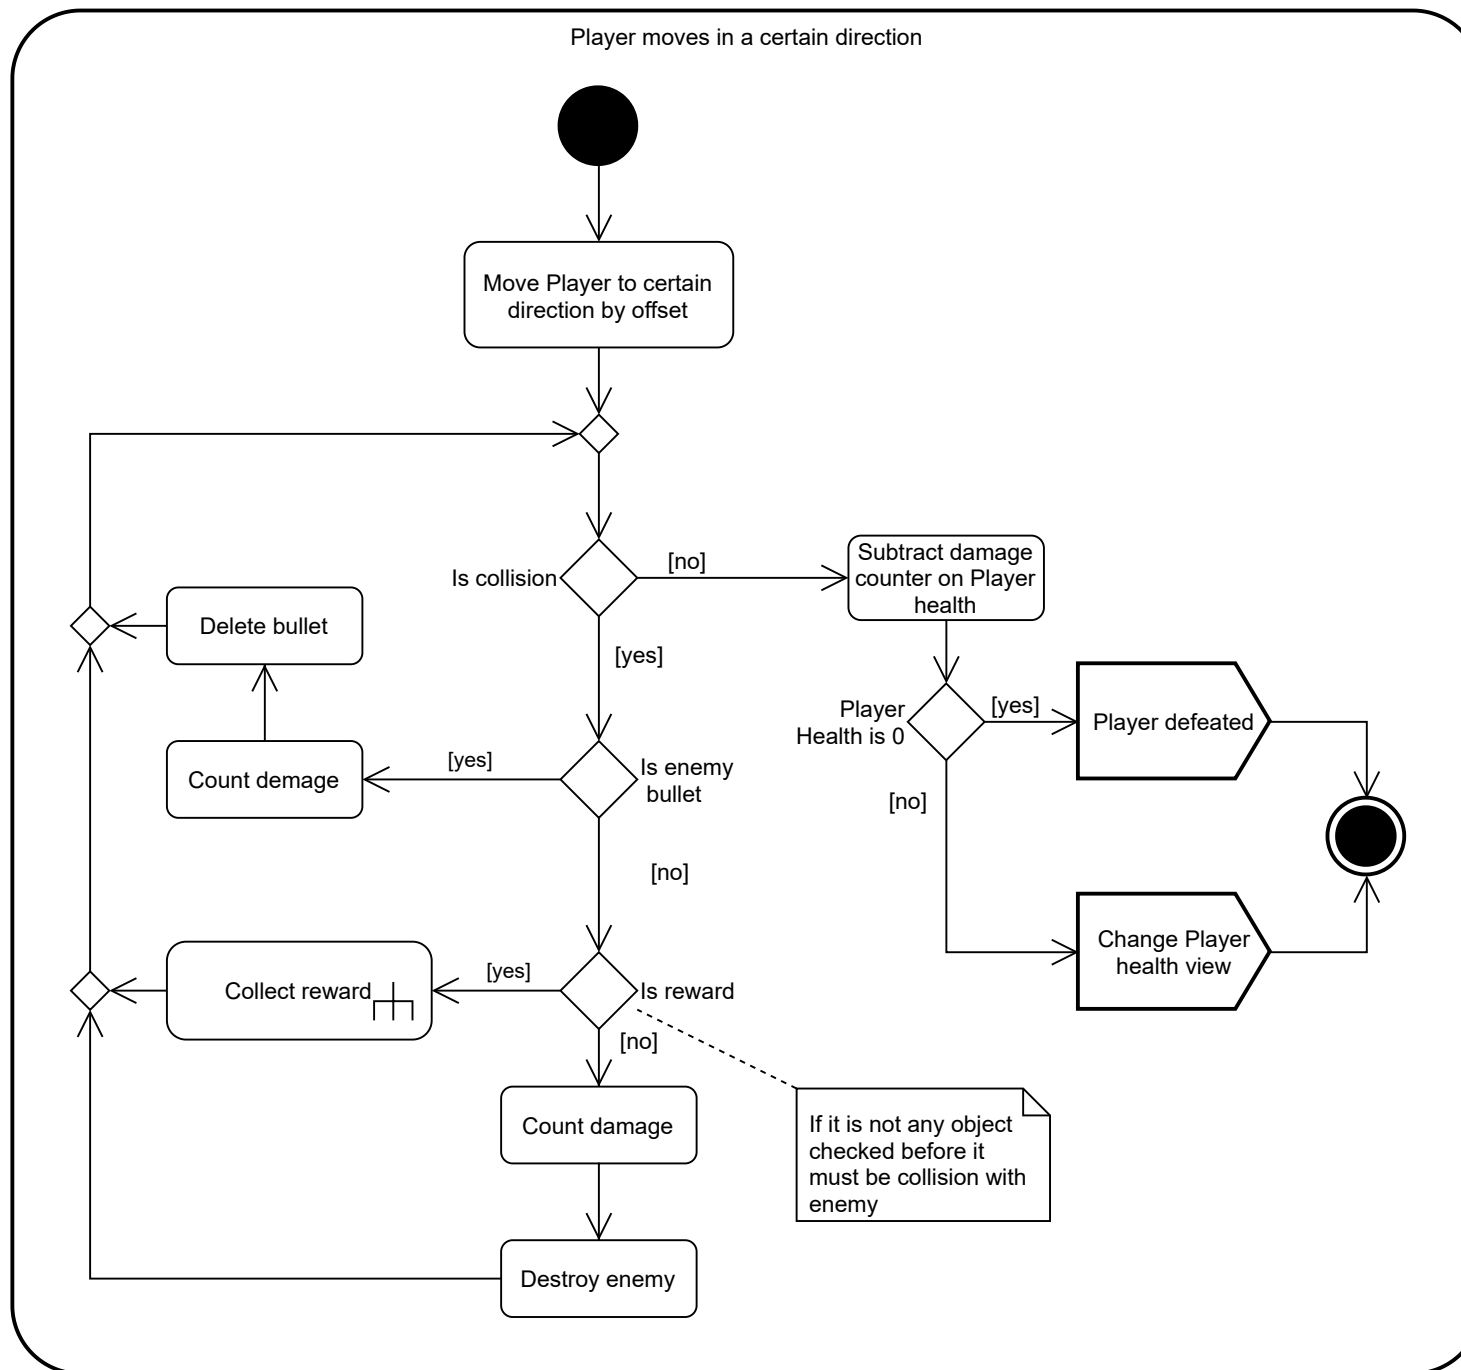 Player moves in a certain direction
Move Player to certain
direction by offset
Is collision
[no]
Subtract damage
counter on Player
health
[yes]
Delete bullet
Player
Health is 0
[yes]
Player defeated
Count demage
[yes]
Is enemy
bullet
[no]
[no]
Change Player
health view
Collect reward
[yes]
Is reward
[no]
Count damage
If it is not any object
checked before it
must be collision with
enemy
Destroy enemy